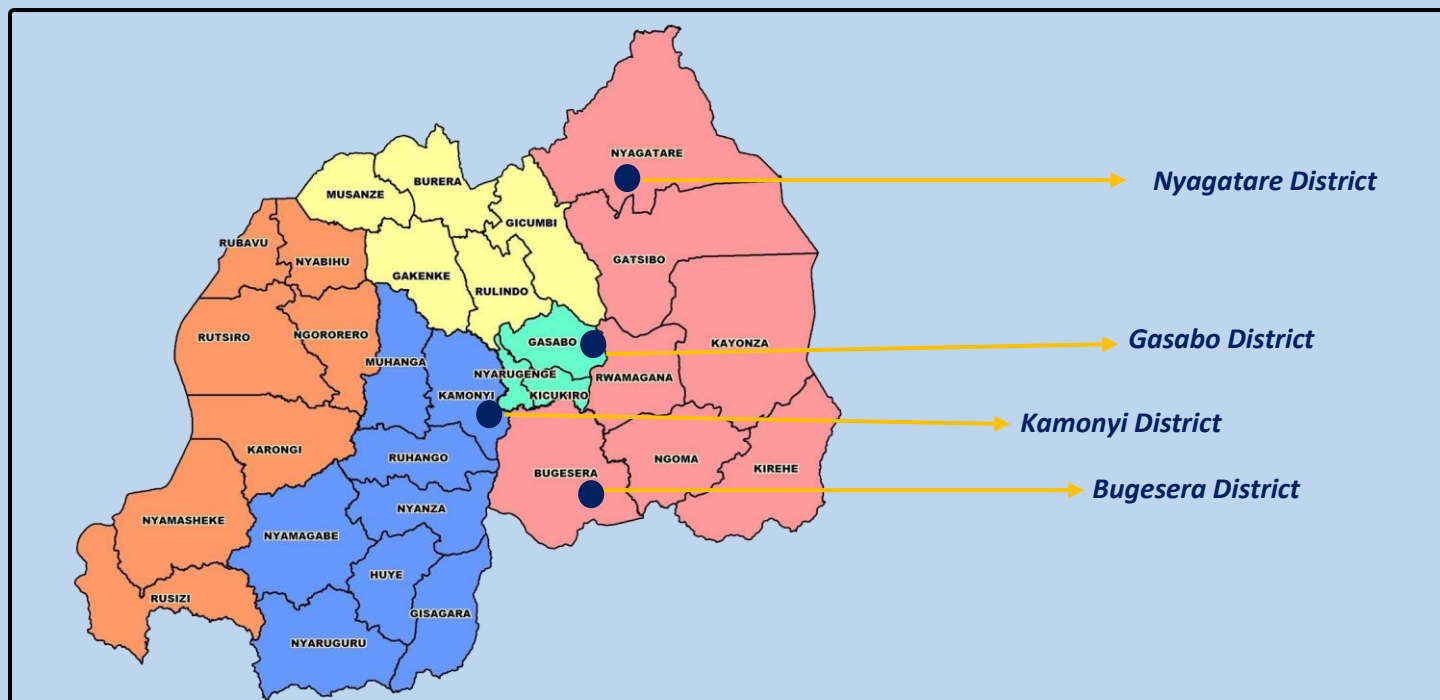 NYAGATARE
BURERA
MUSANZE
Nyagatare District
GICUMBI
RUBAVU
NYABIHU
GATSIBO
GAKENKE
RULINDO
RUTSIRO
NGORORERO
GASABO
KAYONZA
Gasabo District
MUHANGA
NYARUGENGE
RWAMAGANA
KAMONYI
KICUKIRO
Kamonyi District
KARONGI
RUHANGO
NGOMA
KIREHE
BUGESERA
Bugesera District
NYANZA
NYAMASHEKE
NYAMAGABE
HUYE
RUSIZI
GISAGARA
NYARUGURU